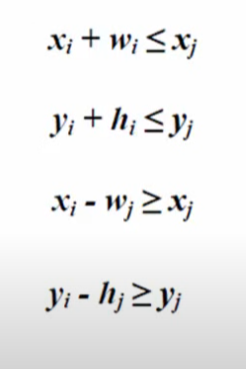 xᵢ + wᵢ ≤ xⱼ
yᵢ + hᵢ ≤ yⱼ
xᵢ - wⱼ ≥ xⱼ
yᵢ - hⱼ ≥ yⱼ